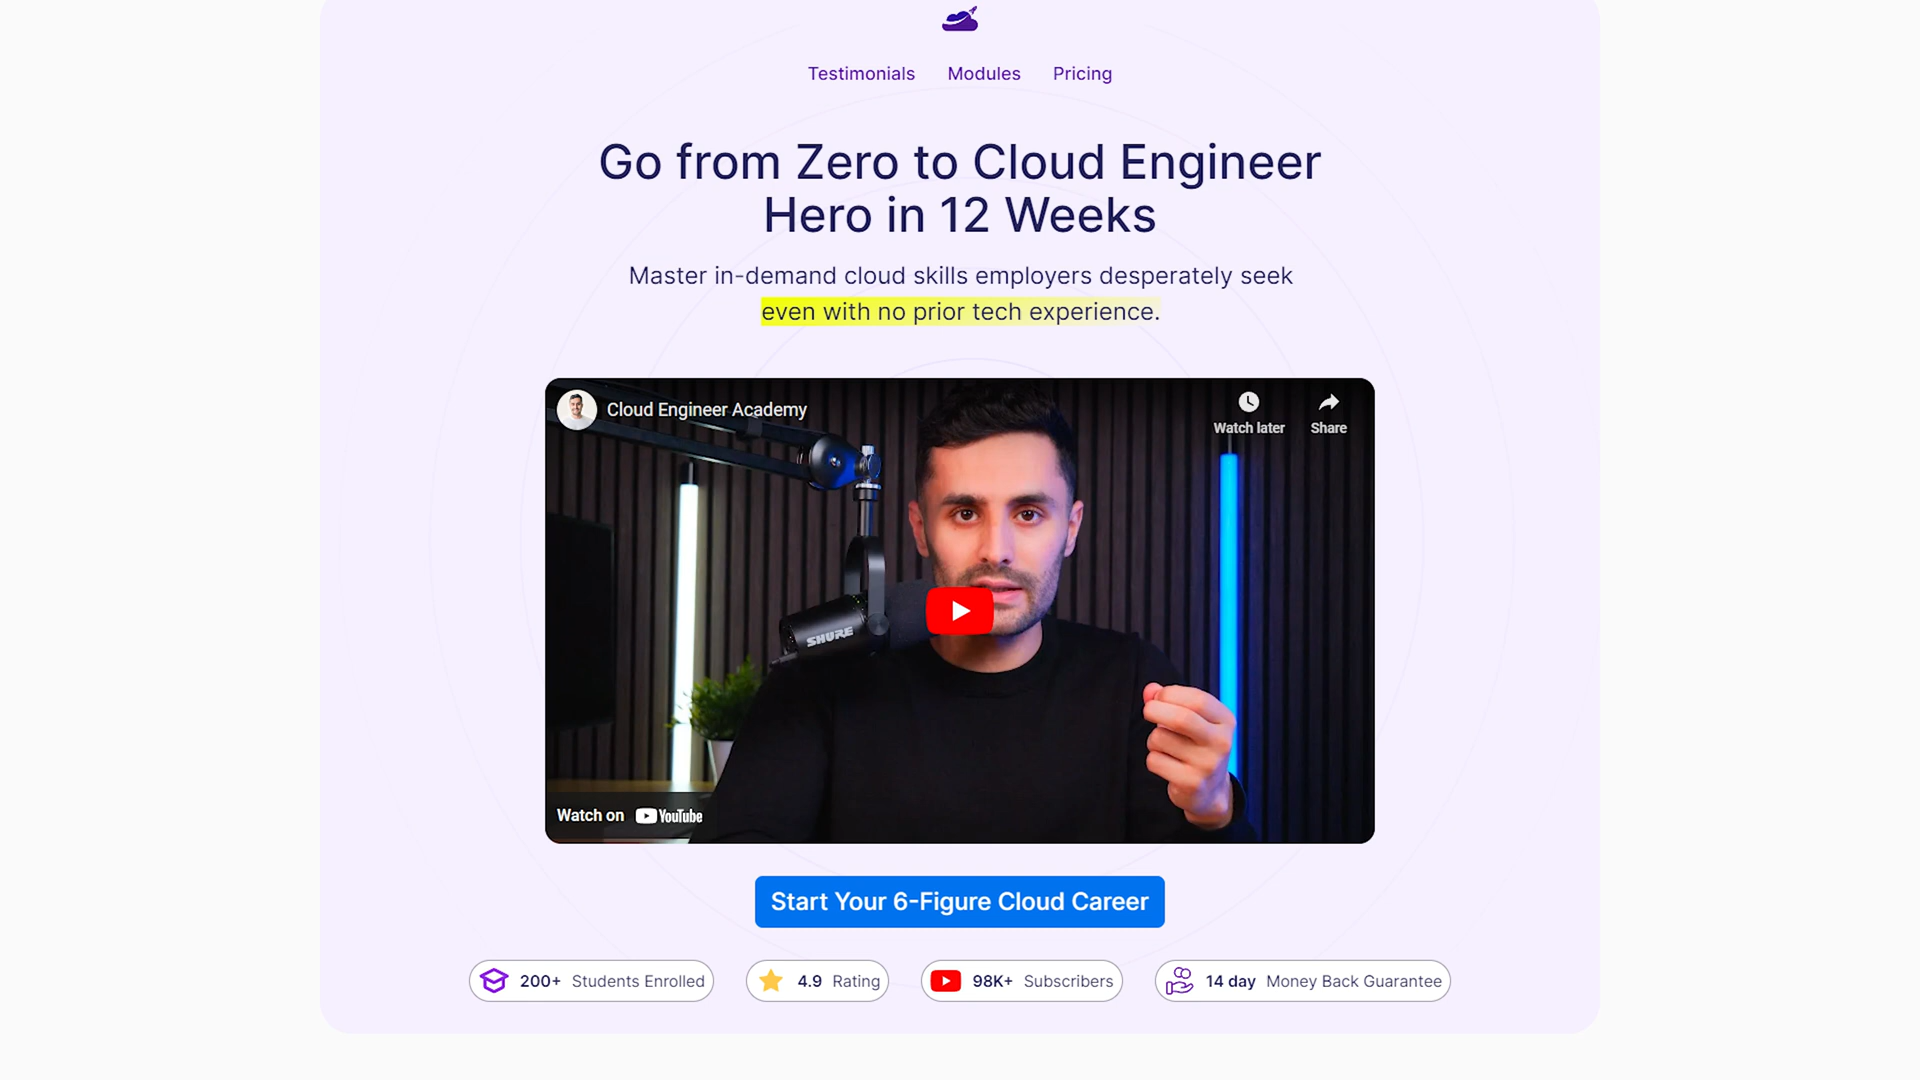 Testimonials Modules Pricing
Go from Zero to Cloud Engineer
Hero in 12 Weeks
Master in-demand cloud skills employers desperately seek
even with no prior tech experience.
Cloud Engineer Academy
Watch later Share
SHURE
Watch on YouTube
Start Your 6-Figure Cloud Career
200+ Students Enrolled 4.9 Rating 98K+ Subscribers 14 day Money Back Guarantee